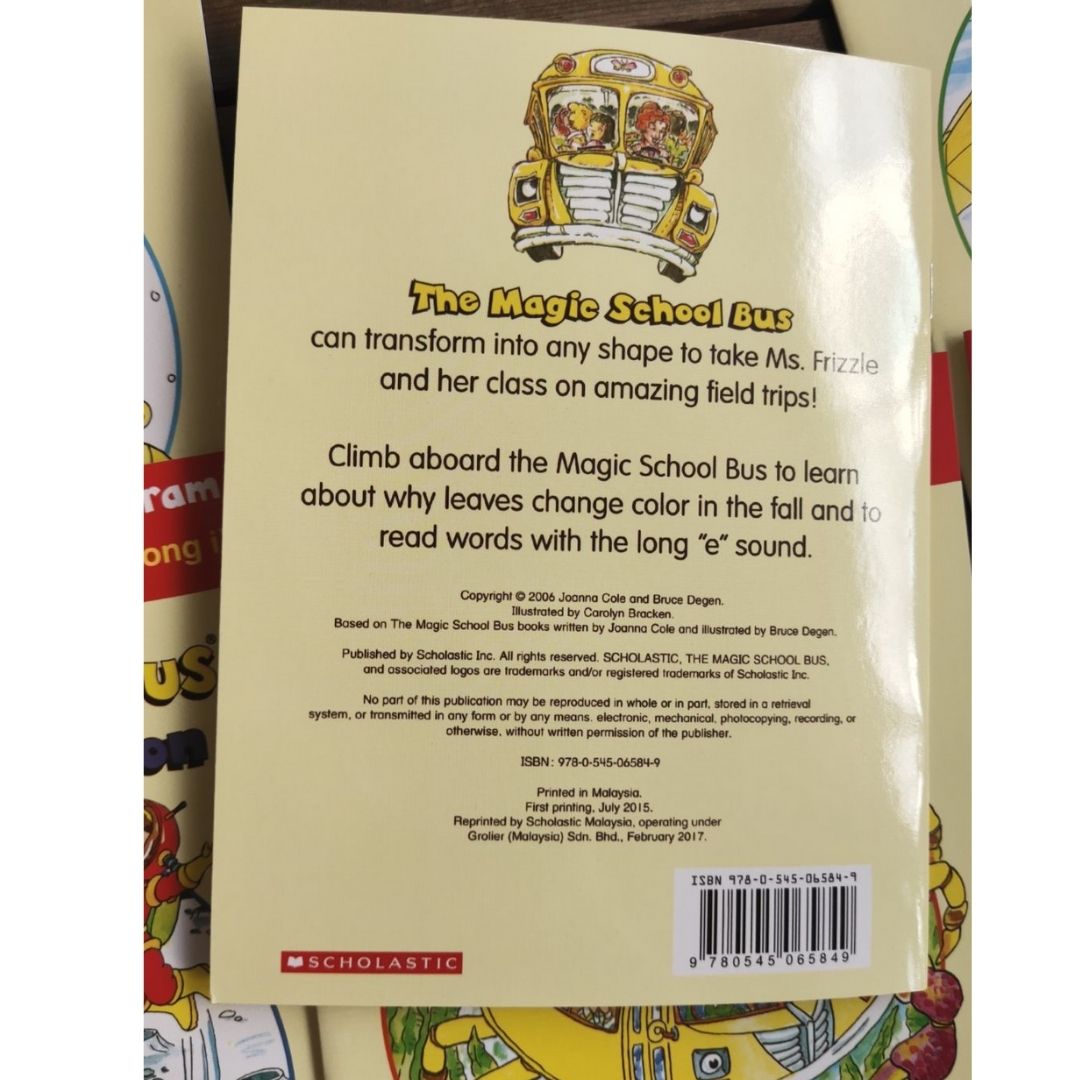 The Magic School Bus
can transform into any shape to take Ms. Frizzle
and her class on amazing field trips!
Climb aboard the Magic School Bus to learn
about why leaves change color in the fall and to
read words with the long "e" sound.
Copyright © 2006 Joanna Cole and Bruce Degen.
Illustrated by Carolyn Bracken.
Based on The Magic School Bus books written by Joanna Cole and illustrated by Bruce Degen.
Published by Scholastic Inc. All rights reserved. SCHOLASTIC, THE MAGIC SCHOOL BUS,
and associated logos are trademarks and/or registered trademarks of Scholastic Inc.
No part of this publication may be reproduced in whole or in part, stored in a retrieval
system, or transmitted in any form or by any means, electronic, mechanical, photocopying, recording, or
otherwise, without written permission of the publisher.
ISBN: 978-0-545-06584-9
Printed in Malaysia.
First printing, July 2015.
Reprinted by Scholastic Malaysia, operating under
Grolier (Malaysia) Sdn. Bhd., February 2017.
ISBN 978-0-545-06584-9
9 780545 065849
SCHOLASTIC
ram
ong i
us®
on